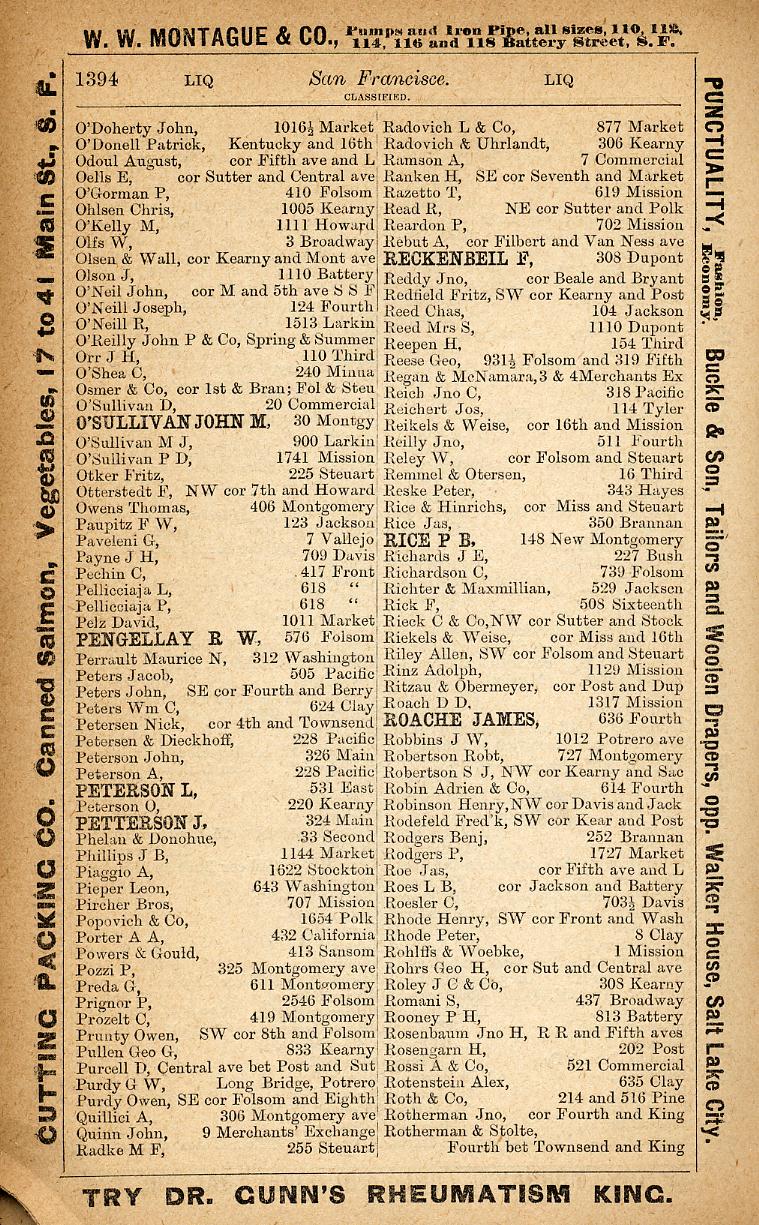 W. W. MONTAGUE & CO., Pumps and Iron Pipe, all sizes, 110, 112,
114, 116 and 118 Battery Street, S. F.
1394 LIQ San Francisce. LIQ
CLASSIFIED.
O'Doherty John, 1016½ Market
O'Donell Patrick, Kentucky and 16th
Odoul August, cor Fifth ave and L
Oells E, cor Sutter and Central ave
O'Gorman P, 410 Folsom
Ohlsen Chris, 1005 Kearny
O'Kelly M, 1111 Howard
Olfs W, 3 Broadway
Olsen & Wall, cor Kearny and Mont ave
Olson J, 1110 Battery
O'Neil John, cor M and 5th ave S S F
O'Neill Joseph, 124 Fourth
O'Neill R, 1513 Larkin
O'Reilly John P & Co, Spring & Summer
Orr J H, 110 Third
O'Shea C, 240 Minna
Osmer & Co, cor 1st & Bran; Fol & Steu
O'Sullivan D, 20 Commercial
O'SULLIVAN JOHN M, 30 Montgy
O'Sullivan M J, 900 Larkin
O'Sullivan P D, 1741 Mission
Otker Fritz, 225 Steuart
Otterstedt F, NW cor 7th and Howard
Owens Thomas, 406 Montgomery
Paupitz F W, 123 Jackson
Paveleni G, 7 Vallejo
Payne J H, 709 Davis
Pechin C, 417 Front
Pellicciaja L, 618 “
Pellicciaja P, 618 “
Pelz David, 1011 Market
PENGELLAY R W, 576 Folsom
Perrault Maurice N, 312 Washington
Peters Jacob, 505 Pacific
Peters John, SE cor Fourth and Berry
Peters Wm C, 624 Clay
Petersen Nick, cor 4th and Townsend
Petersen & Dieckhoff, 228 Pacific
Peterson John, 326 Main
Peterson A, 228 Pacific
PETERSON L, 531 East
Peterson O, 220 Kearny
PETTERSON J, 324 Main
Phelan & Donohue, 33 Second
Phillips J B, 1144 Market
Piaggio A, 1622 Stockton
Pieper Leon, 643 Washington
Pircher Bros, 707 Mission
Popovich & Co, 1654 Polk
Porter A A, 432 California
Powers & Gould, 413 Sansom
Pozzi P, 325 Montgomery ave
Preda G, 611 Montgomery
Prignor P, 2546 Folsom
Prozelt C, 419 Montgomery
Prunty Owen, SW cor 8th and Folsom
Pullen Geo G, 833 Kearny
Purcell D, Central ave bet Post and Sut
Purdy G W, Long Bridge, Potrero
Purdy Owen, SE cor Folsom and Eighth
Quillici A, 306 Montgomery ave
Quinn John, 9 Merchants' Exchange
Radke M F, 255 Steuart
Radovich L & Co, 877 Market
Radovich & Uhrlandt, 306 Kearny
Ramson A, 7 Commercial
Ranken H, SE cor Seventh and Market
Razetto T, 619 Mission
Read R, NE cor Sutter and Polk
Reardon P, 702 Mission
Rebut A, cor Filbert and Van Ness ave
RECKENBEIL F, 308 Dupont
Reddy Jno, cor Beale and Bryant
Redfield Fritz, SW cor Kearny and Post
Reed Chas, 104 Jackson
Reed Mrs S, 1110 Dupont
Reepen H, 154 Third
Reese Geo, 931½ Folsom and 319 Fifth
Regan & McNamara, 3 & 4Merchants Ex
Reich Jno C, 318 Pacific
Reichert Jos, 114 Tyler
Reikels & Weise, cor 16th and Mission
Reilly Jno, 511 Fourth
Reley W, cor Folsom and Steuart
Remmel & Otersen, 16 Third
Reske Peter, 343 Hayes
Rice & Hinrichs, cor Miss and Steuart
Rice Jas, 350 Brannan
RICE P B, 148 New Montgomery
Richards J E, 227 Bush
Richardson C, 739 Folsom
Richter & Maxmillian, 529 Jackson
Rick F, 508 Sixteenth
Rieck C & Co, NW cor Sutter and Stock
Riekels & Weise, cor Miss and 16th
Riley Allen, SW cor Folsom and Steuart
Rinz Adolph, 1129 Mission
Ritzau & Obermeyer, cor Post and Dup
Roach D D, 1317 Mission
ROACHE JAMES, 636 Fourth
Robbins J W, 1012 Potrero ave
Robertson Robt, 727 Montgomery
Robertson S J, NW cor Kearny and Sac
Robin Adrien & Co, 614 Fourth
Robinson Henry, NW cor Davis and Jack
Rodefeld Fred'k, SW cor Kear and Post
Rodgers Benj, 252 Brannan
Rodgers P, 1727 Market
Roe Jas, cor Fifth ave and L
Roes L B, cor Jackson and Battery
Roesler C, 703½ Davis
Rhode Henry, SW cor Front and Wash
Rhode Peter, 8 Clay
Rohlffs & Woebke, 1 Mission
Rohrs Geo H, cor Sut and Central ave
Roley J C & Co, 308 Kearny
Romani S, 437 Broadway
Rooney P H, 813 Battery
Rosenbaum Jno H, R R and Fifth aves
Rosengarn H, 202 Post
Rossi A & Co, 521 Commercial
Rotenstein Alex, 635 Clay
Roth & Co, 214 and 516 Pine
Rotherman Jno, cor Fourth and King
Rotherman & Stolte,
Fourth bet Townsend and King
CUTTING PACKING CO. Canned Salmon, Vegetables, 17 to 41 Main St., S. F.
PUNCTUALITY, Fashion, Economy. Buckle & Son, Tailors and Woolen Drapers, opp. Walker House, Salt Lake City.
TRY DR. GUNN'S RHEUMATISM KING.